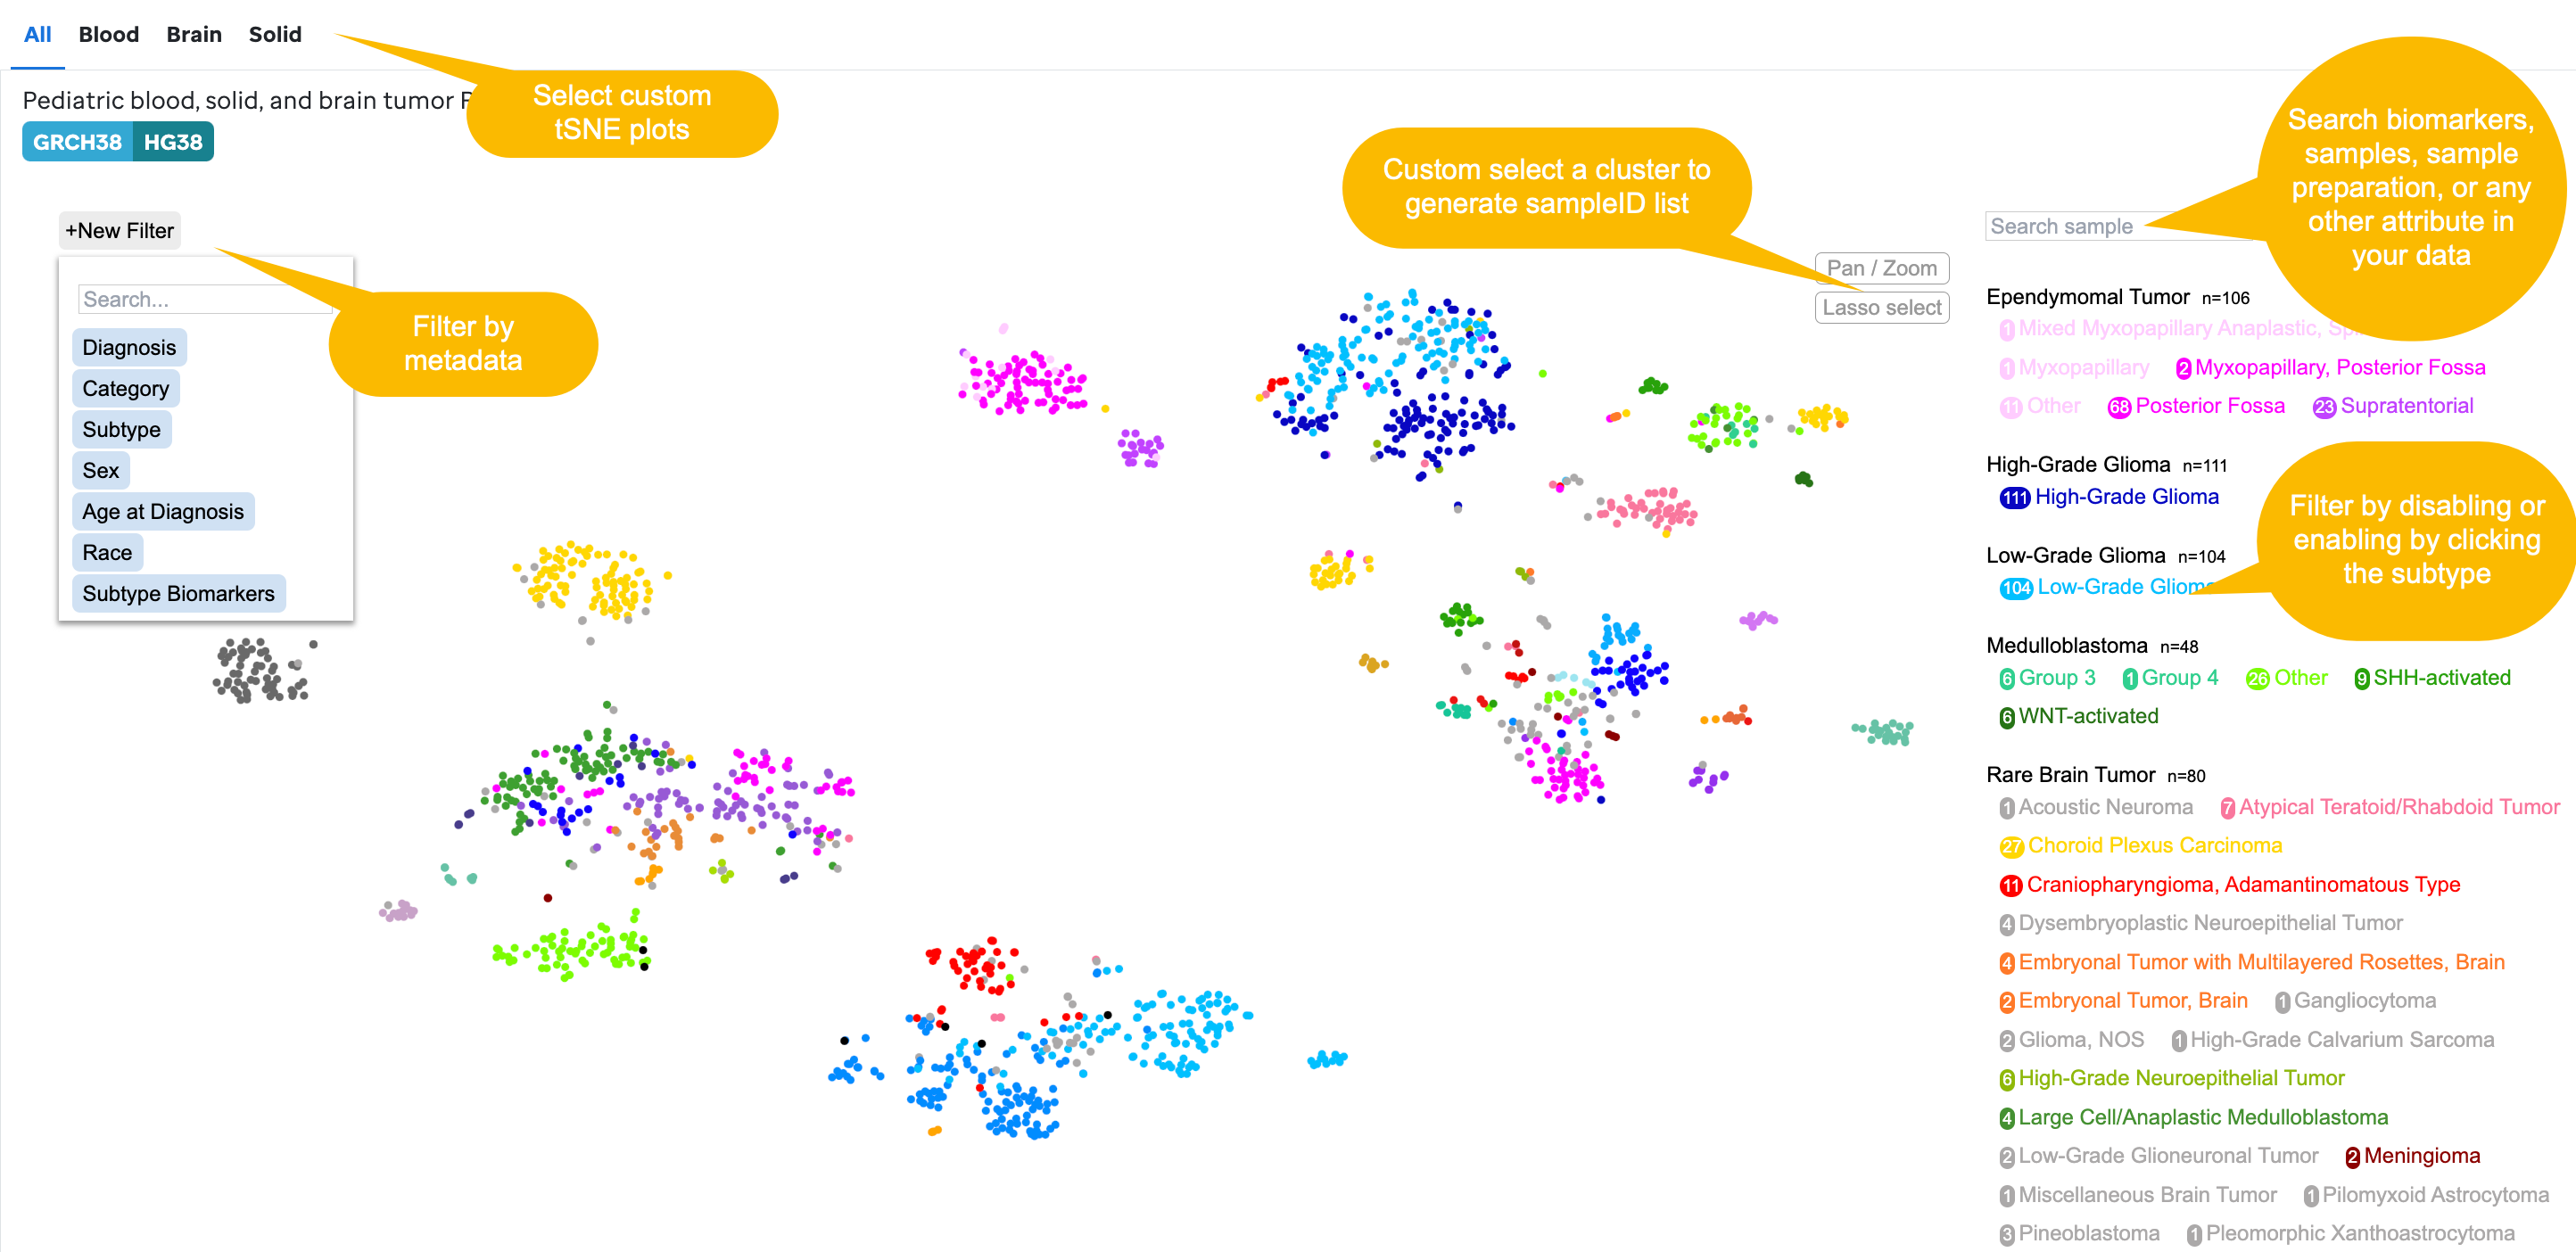 All Blood Brain Solid
Select custom
tSNE plots
Pediatric blood, solid, and brain tumor
GRCH38 HG38
Custom select a cluster to
generate sampleID list
Search biomarkers,
samples, sample
preparation, or any
other attribute in
your data
+New Filter
Search...
Diagnosis
Category
Subtype
Sex
Age at Diagnosis
Race
Subtype Biomarkers
Filter by
metadata
Pan / Zoom
Lasso select
Search sample
Ependymomal Tumor n=106
1 Mixed Myxopapillary Anaplastic,
1 Myxopapillary 2 Myxopapillary, Posterior Fossa
11 Other 68 Posterior Fossa 23 Supratentorial
High-Grade Glioma n=111
111 High-Grade Glioma
Filter by disabling or
enabling by clicking
the subtype
Low-Grade Glioma n=104
104 Low-Grade Glioma
Medulloblastoma n=48
6 Group 3 1 Group 4 26 Other 9 SHH-activated
6 WNT-activated
Rare Brain Tumor n=80
1 Acoustic Neuroma 7 Atypical Teratoid/Rhabdoid Tumor
27 Choroid Plexus Carcinoma
11 Craniopharyngioma, Adamantinomatous Type
4 Dysembryoplastic Neuroepithelial Tumor
4 Embryonal Tumor with Multilayered Rosettes, Brain
2 Embryonal Tumor, Brain 1 Gangliocytoma
2 Glioma, NOS 1 High-Grade Calvarium Sarcoma
6 High-Grade Neuroepithelial Tumor
4 Large Cell/Anaplastic Medulloblastoma
2 Low-Grade Glioneuronal Tumor 2 Meningioma
1 Miscellaneous Brain Tumor 1 Pilomyxoid Astrocytoma
3 Pineoblastoma 1 Pleomorphic Xanthoastrocytoma